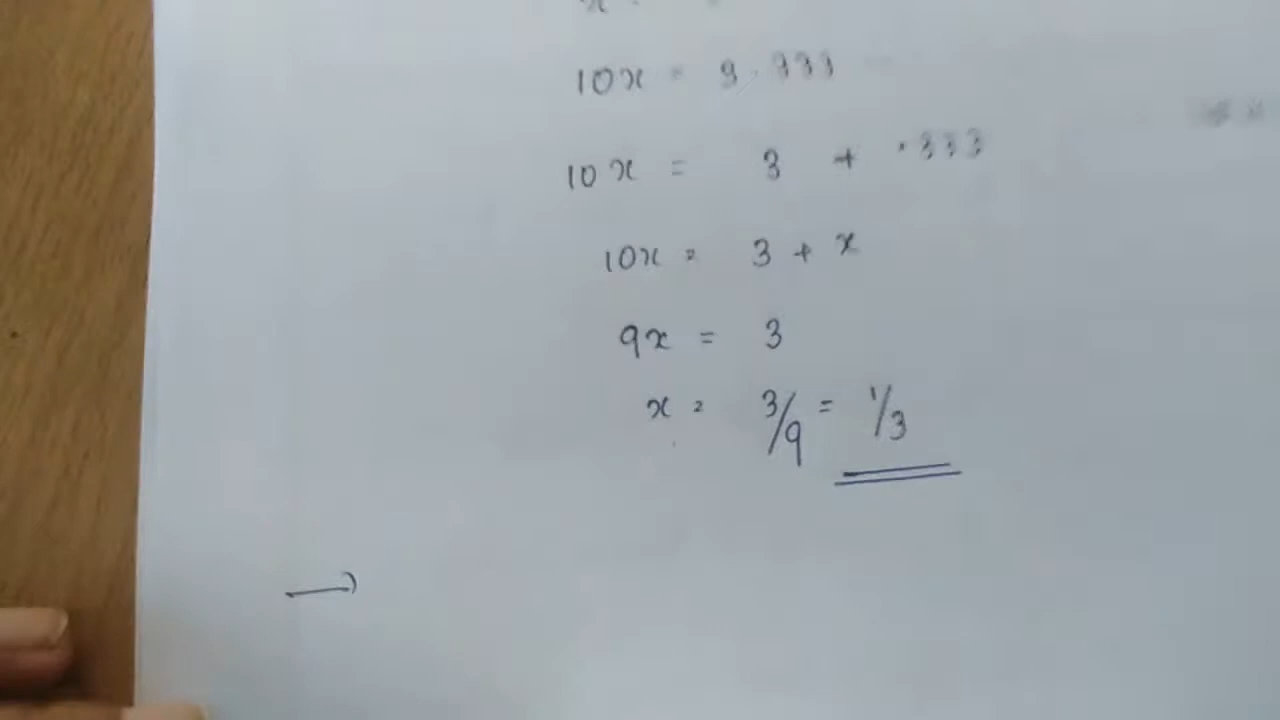 10x = 3.333
10x = 3 + .333
10x = 3 + x
9x = 3
x = 3/9 = 1/3
→